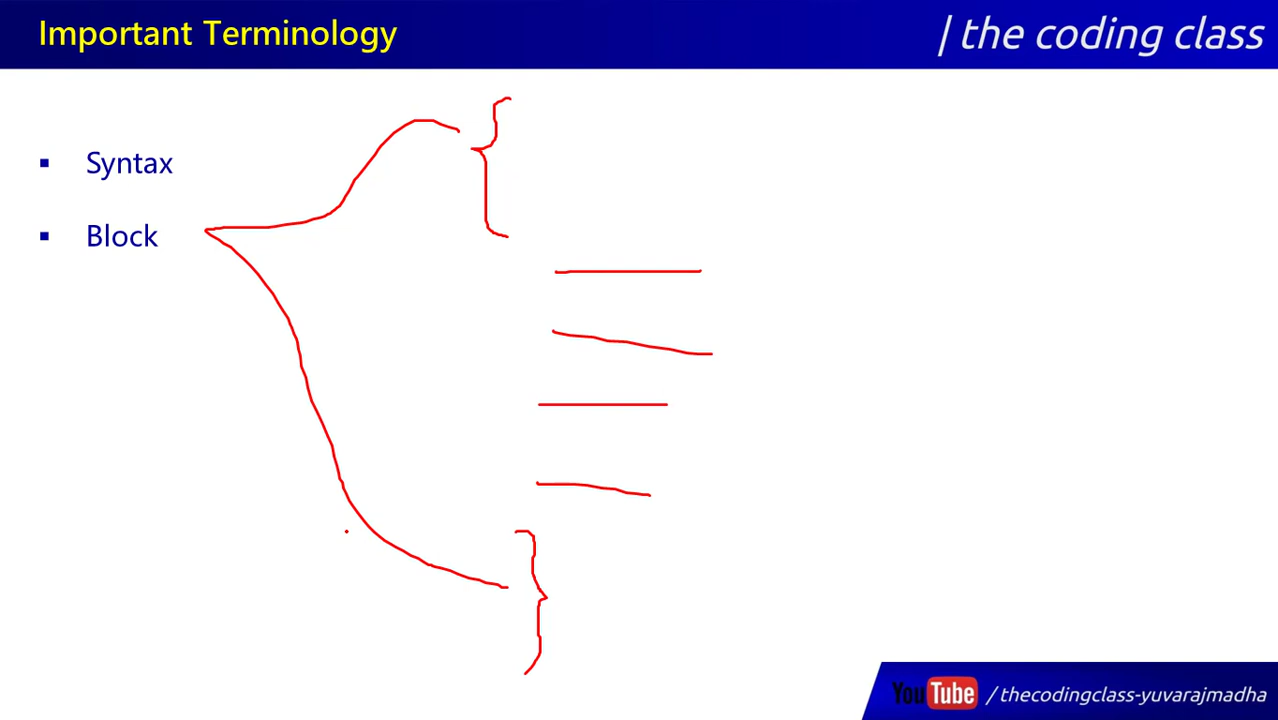 Important Terminology
| the coding class
▪ Syntax
▪ Block
{
}
YouTube / thecodingclass-yuvarajmadha